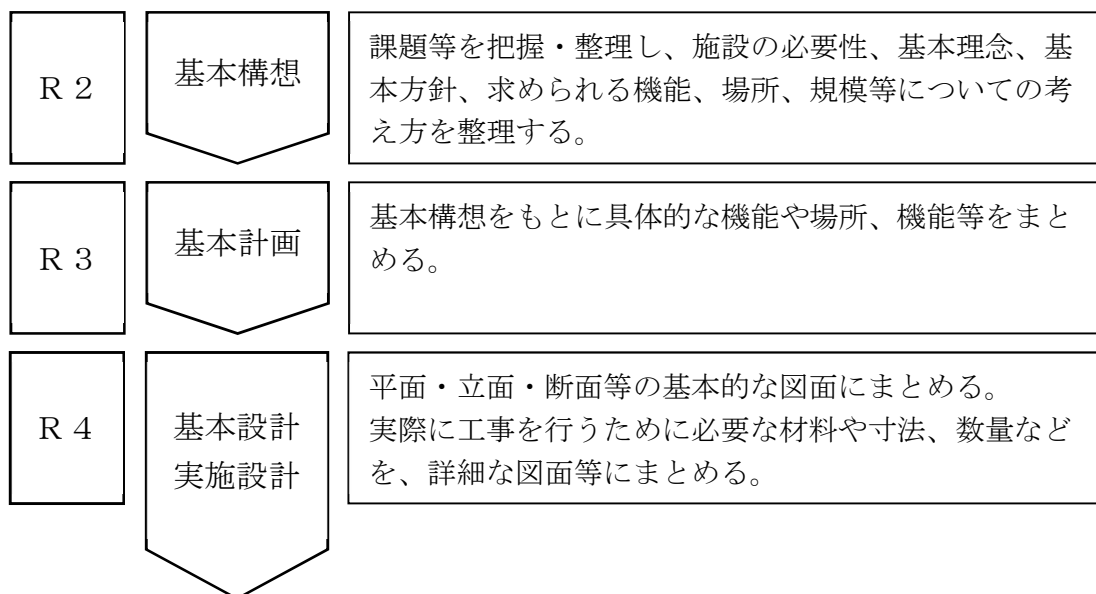 R2
基本構想
課題等を把握・整理し、施設の必要性、基本理念、基
本方針、求められる機能、場所、規模等についての考
え方を整理する。
R3
基本計画
基本構想をもとに具体的な機能や場所、機能等をまと
める。
R4
基本設計
実施設計
平面・立面・断面等の基本的な図面にまとめる。
実際に工事を行うために必要な材料や寸法、数量など
を、詳細な図面等にまとめる。